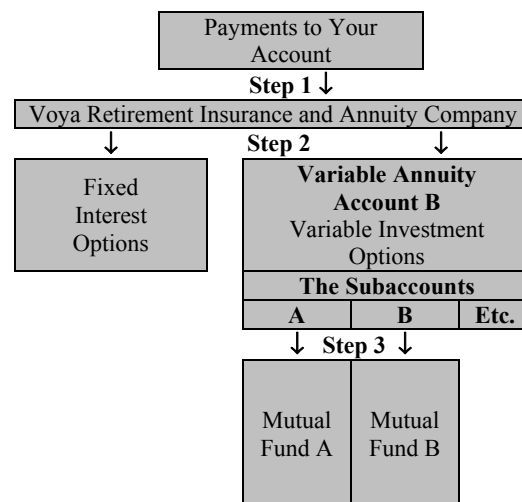 Payments to Your
Account
Step 1 ↓
Voya Retirement Insurance and Annuity Company
↓ Step 2 ↓
Fixed
Interest
Options
Variable Annuity
Account B
Variable Investment
Options
The Subaccounts
A B Etc.
↓ Step 3 ↓
Mutual
Fund A
Mutual
Fund B